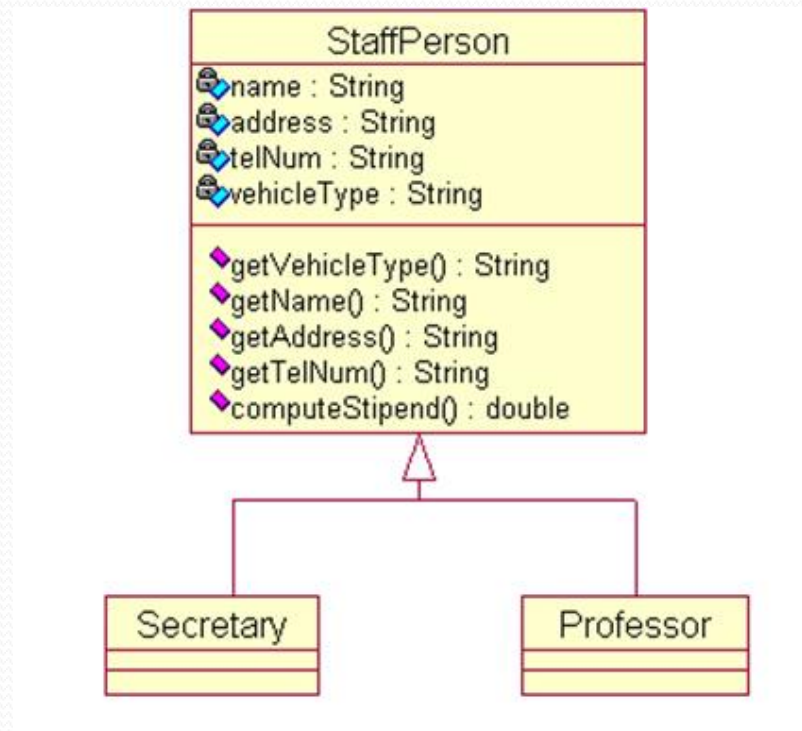 StaffPerson
name : String
address : String
telNum : String
vehicleType : String
getVehicleType() : String
getName() : String
getAddress() : String
getTelNum() : String
computeStipend() : double
Secretary
Professor